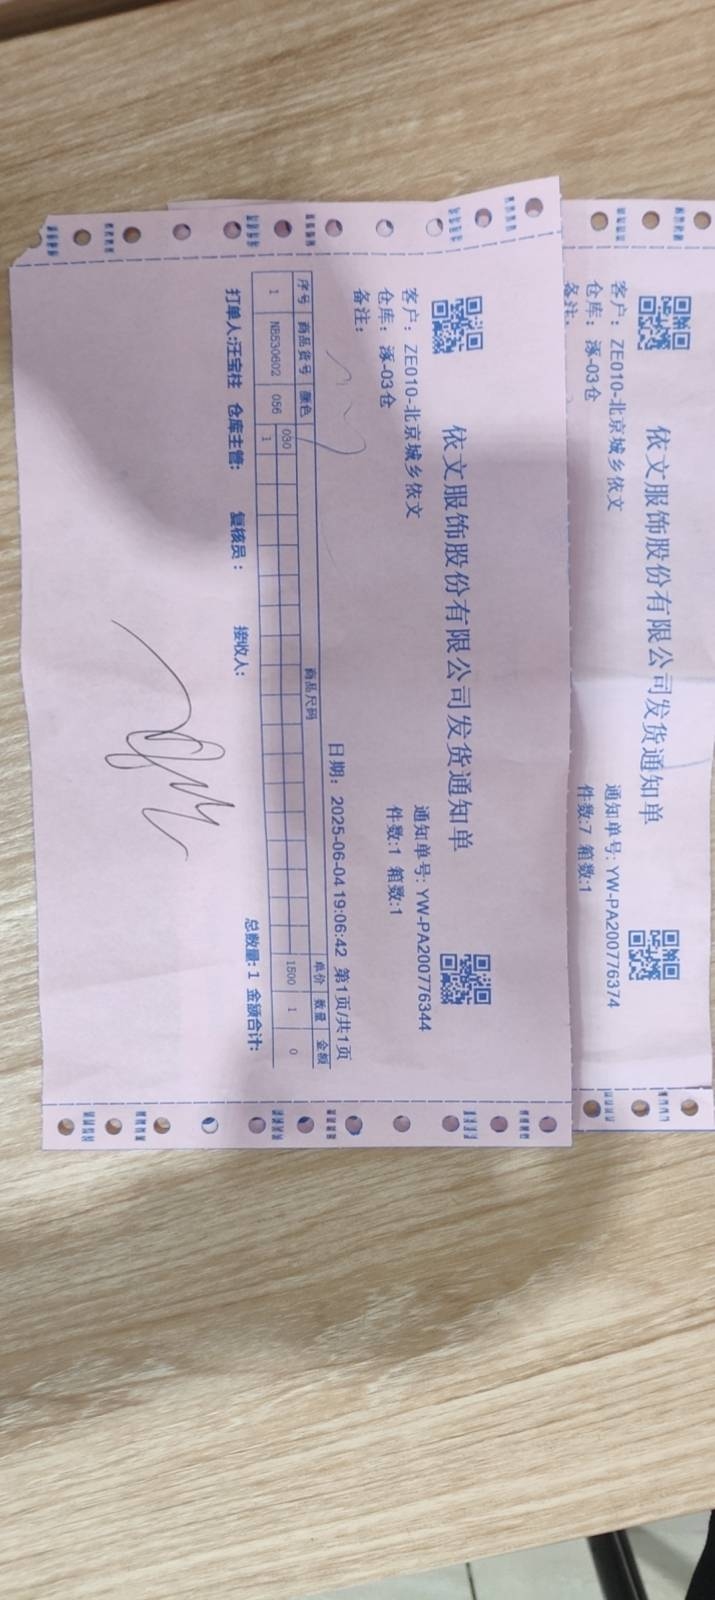 依文服饰股份有限公司发货通知单
客户：ZE010-北京城乡依文
通知单号：YW-PA200776374
仓库：涿-03仓
件数:7 箱数:1
备注：
依文服饰股份有限公司发货通知单
通知单号：YW-PA200776344
客户：ZE010-北京城乡依文
件数:1 箱数:1
仓库：涿-03仓
备注：
日期：2025-06-04 19:06:42 第1页/共1页
序号 商品货号 颜色 商品尺码 单价 数量 金额
030
1 NB530602 056 1 1500 1 0
总数量: 1 金额合计:
打单人:汪宝柱 仓库主管: 复核员： 接收人: